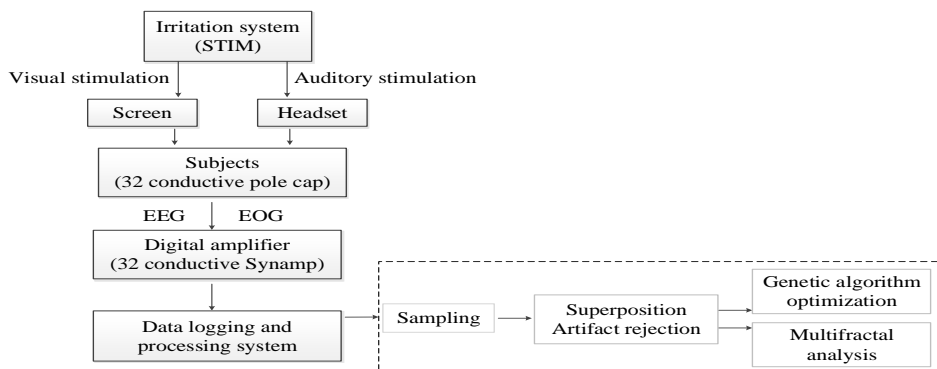 Irritation system
(STIM)
Visual stimulation
Auditory stimulation
Screen
Headset
Subjects
(32 conductive pole cap)
EEG
EOG
Digital amplifier
(32 conductive Synamp)
Data logging and
processing system
Sampling
Superposition
Artifact rejection
Genetic algorithm
optimization
Multifractal
analysis